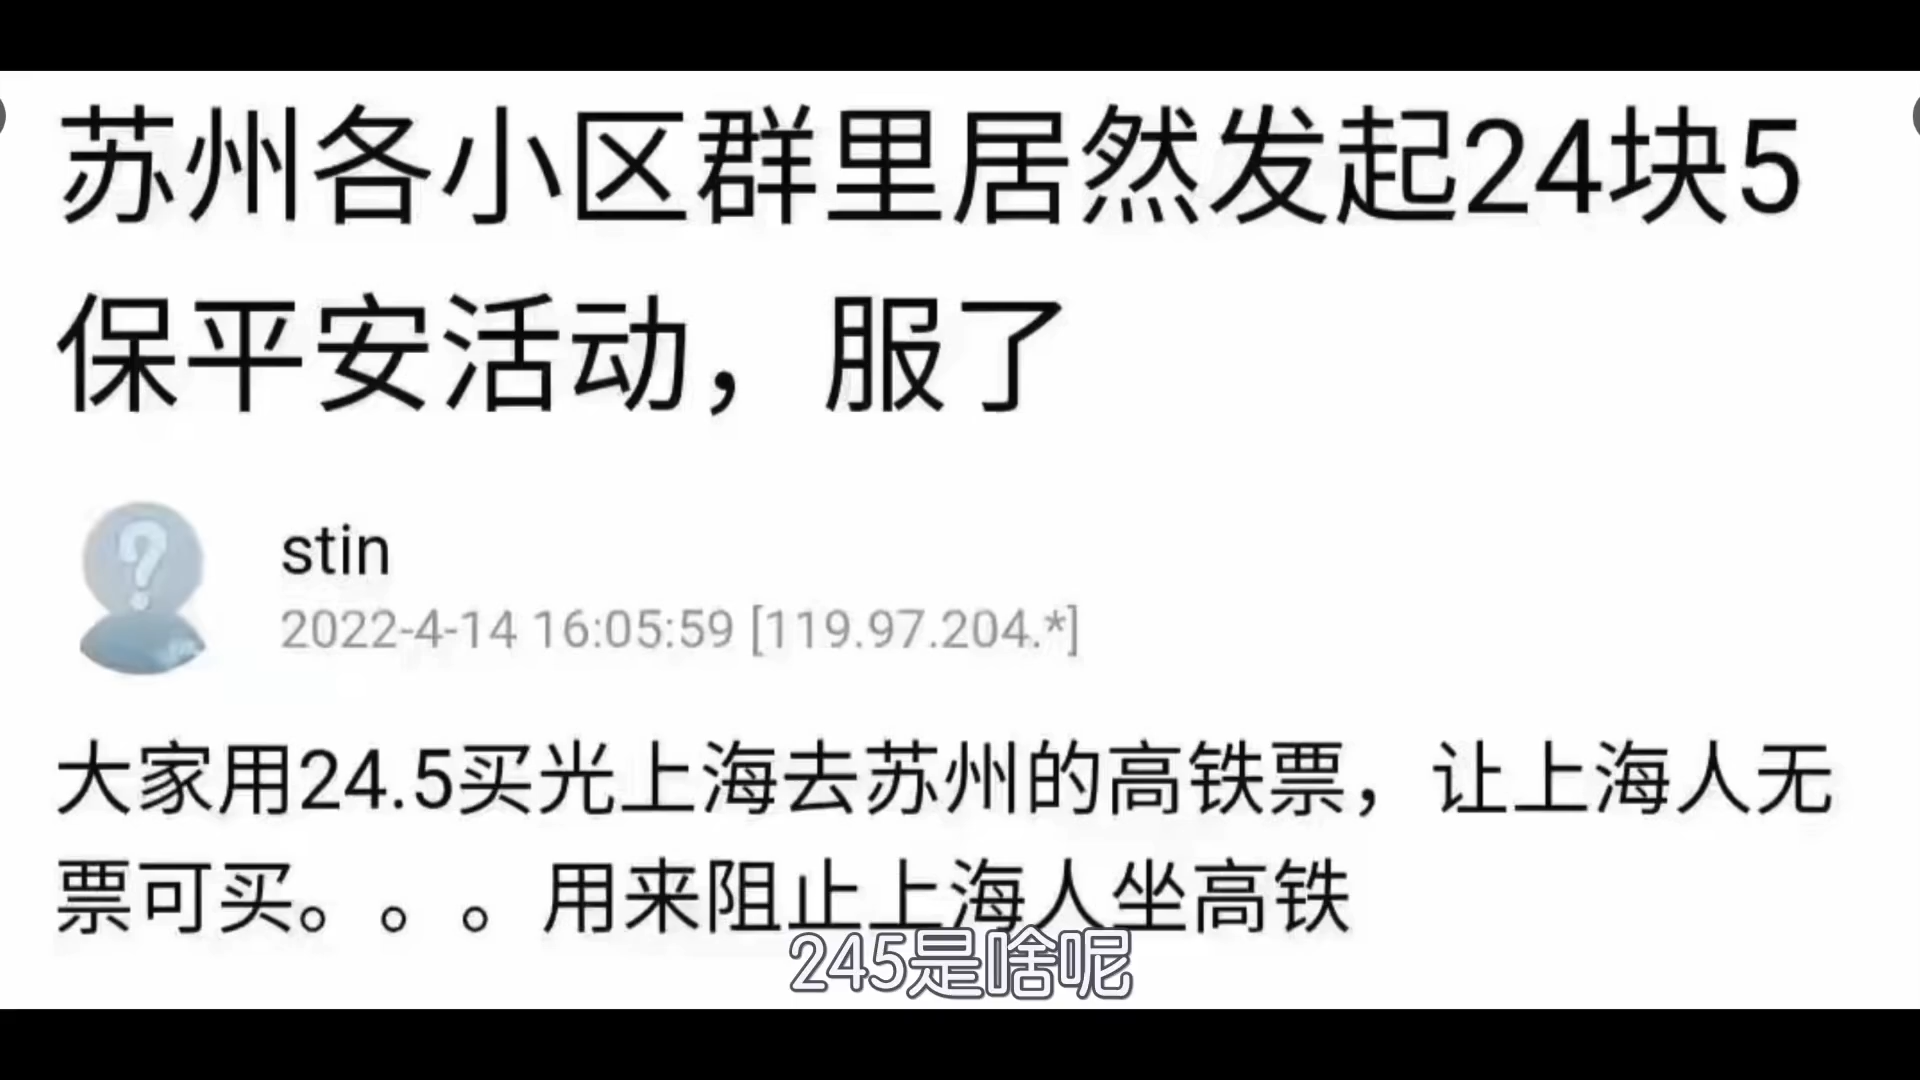 苏州各小区群里居然发起24块5
保平安活动，服了
stin
2022-4-14 16:05:59 [119.97.204.*]
大家用24.5买光上海去苏州的高铁票，让上海人无
票可买。。。用来阻止上海人坐高铁
245是啥呢